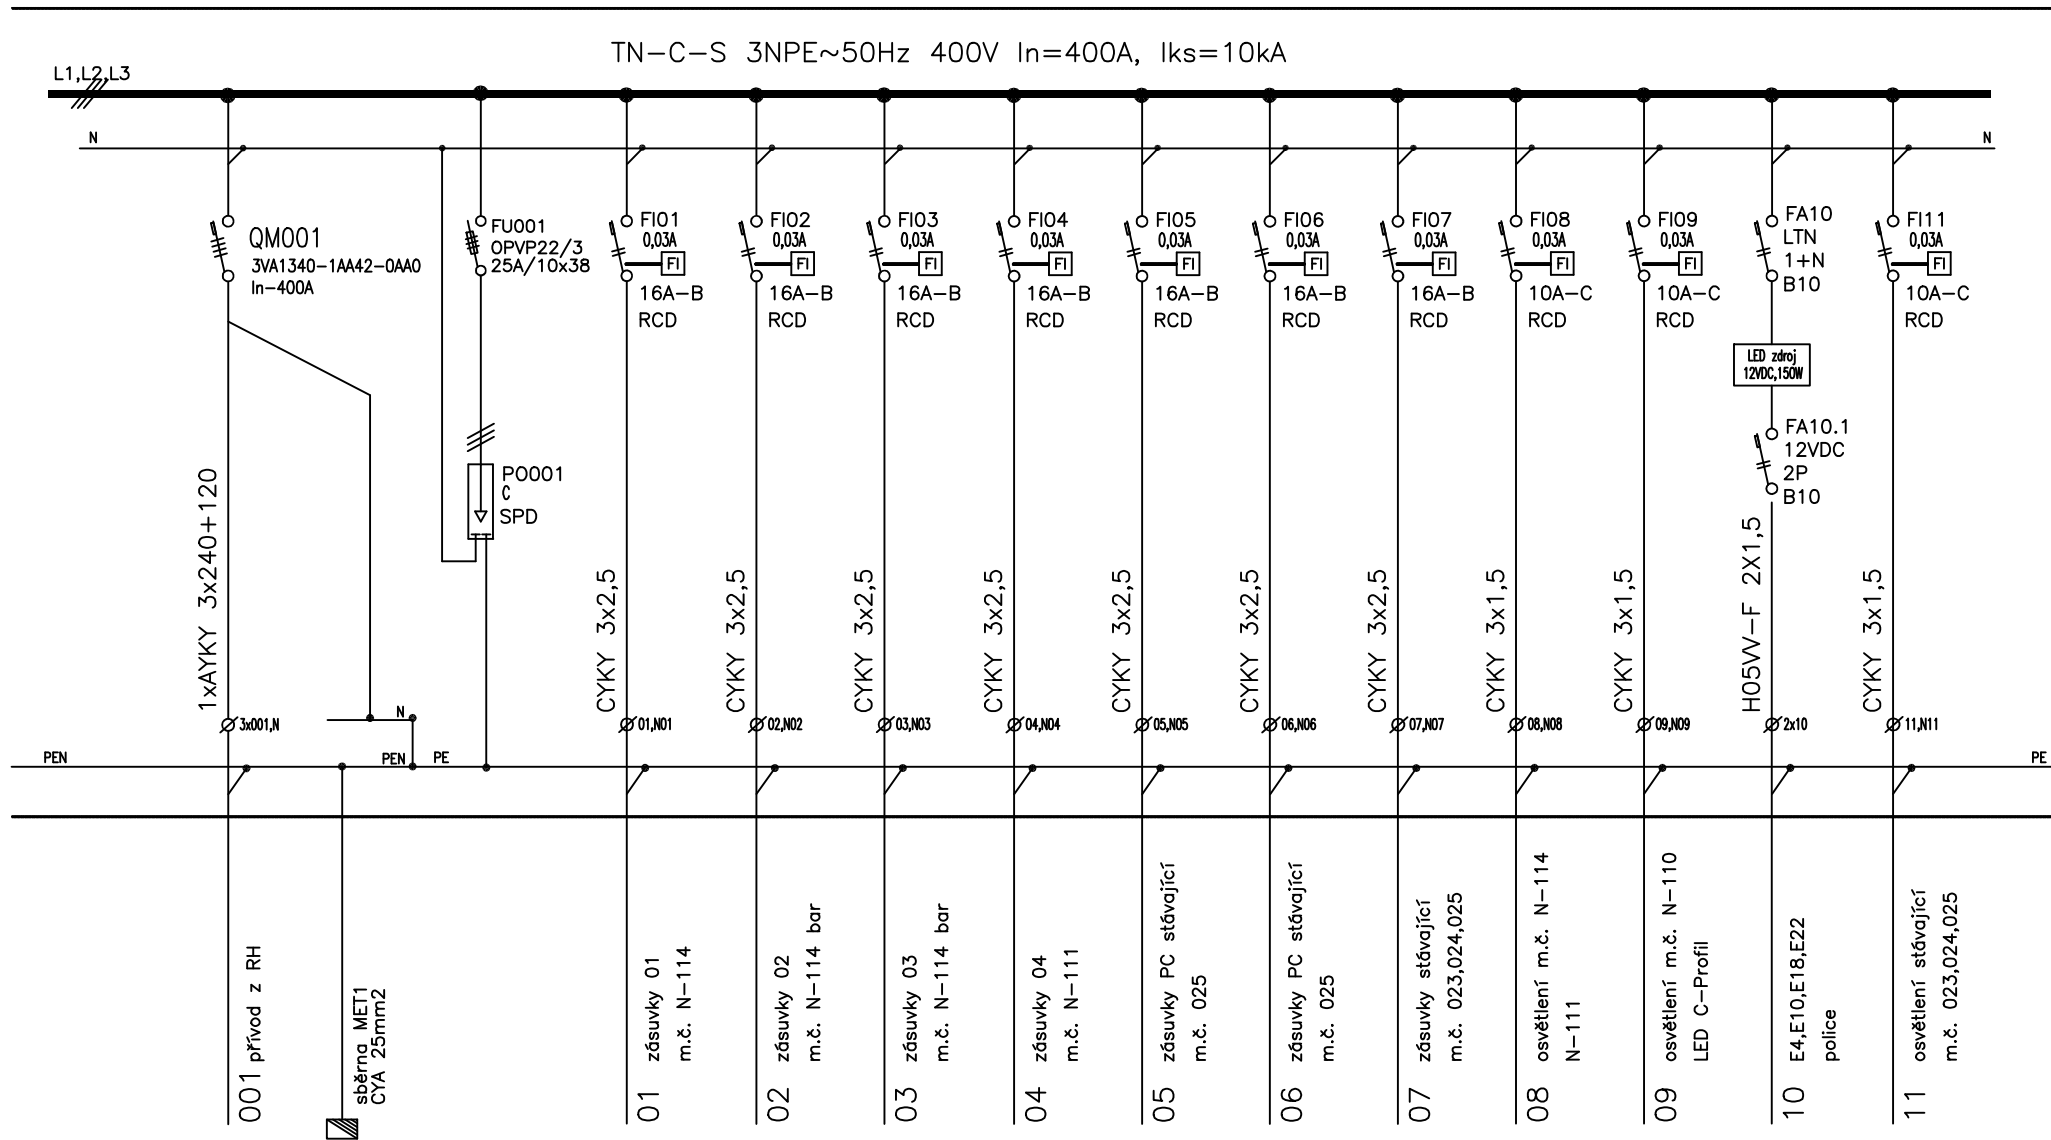 TN-C-S 3NPE~50Hz 400V In=400A, Iks=10kA
L1,L2,L3
N
N
QM001
3VA1340-1AA42-0AA0
In-400A
FU001
OPVP22/3
25A/10x38
FI01
0,03A
FI
16A-B
RCD
FI02
0,03A
FI
16A-B
RCD
FI03
0,03A
FI
16A-B
RCD
FI04
0,03A
FI
16A-B
RCD
FI05
0,03A
FI
16A-B
RCD
FI06
0,03A
FI
16A-B
RCD
FI07
0,03A
FI
16A-B
RCD
FI08
0,03A
FI
10A-C
RCD
FI09
0,03A
FI
10A-C
RCD
FA10
LTN
1+N
B10
LED zdroj
12VDC,150W
FA10.1
12VDC
2P
B10
FI11
0,03A
FI
10A-C
RCD
PO001
C
SPD
1xAYKY 3x240+120
CYKY 3x2,5
CYKY 3x2,5
CYKY 3x2,5
CYKY 3x2,5
CYKY 3x2,5
CYKY 3x2,5
CYKY 3x2,5
CYKY 3x1,5
CYKY 3x1,5
H05VV-F 2X1,5
CYKY 3x1,5
3x001,N
N
01,N01
02,N02
03,N03
04,N04
05,N05
06,N06
07,N07
08,N08
09,N09
2x10
11,N11
PEN
PEN
PE
PE
001 přívod z RH
sběrna MET1
CYA 25mm2
01
zásuvky 01
m.č. N-114
02
zásuvky 02
m.č. N-114 bar
03
zásuvky 03
m.č. N-114 bar
04
zásuvky 04
m.č. N-111
05
zásuvky PC stávající
m.č. 025
06
zásuvky PC stávající
m.č. 025
07
zásuvky stávající
m.č. 023,024,025
08
osvětlení m.č. N-114
N-111
09
osvětlení m.č. N-110
LED C-Profil
10
E4,E10,E18,E22
police
11
osvětlení stávající
m.č. 023,024,025